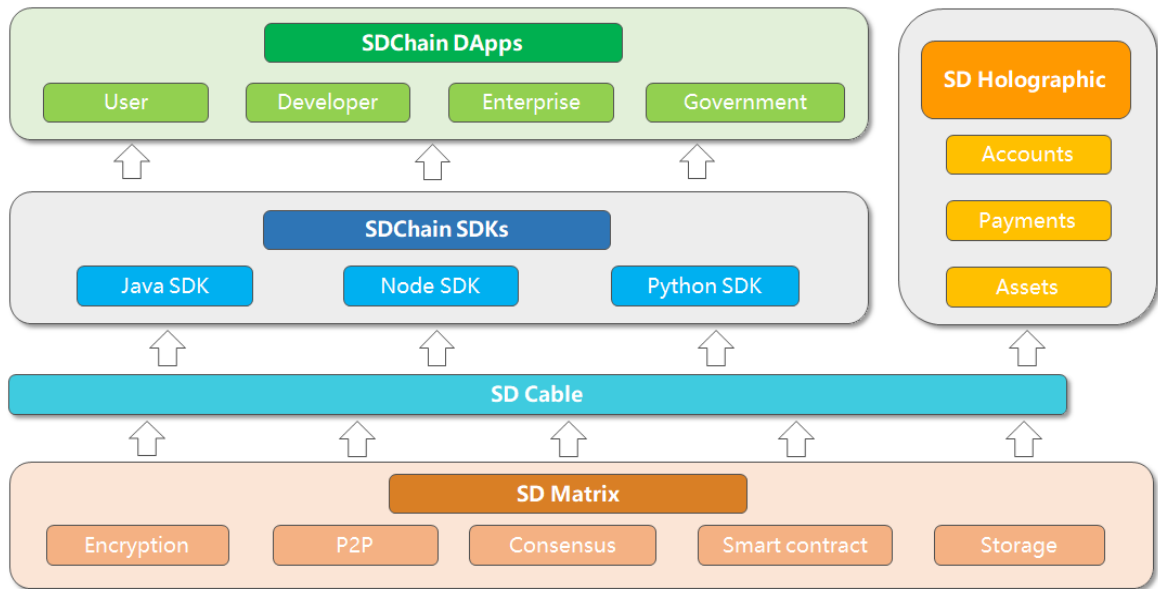 SDChain DApps
User
Developer
Enterprise
Government
SD Holographic
Accounts
Payments
Assets
SDChain SDKs
Java SDK
Node SDK
Python SDK
SD Cable
SD Matrix
Encryption
P2P
Consensus
Smart contract
Storage